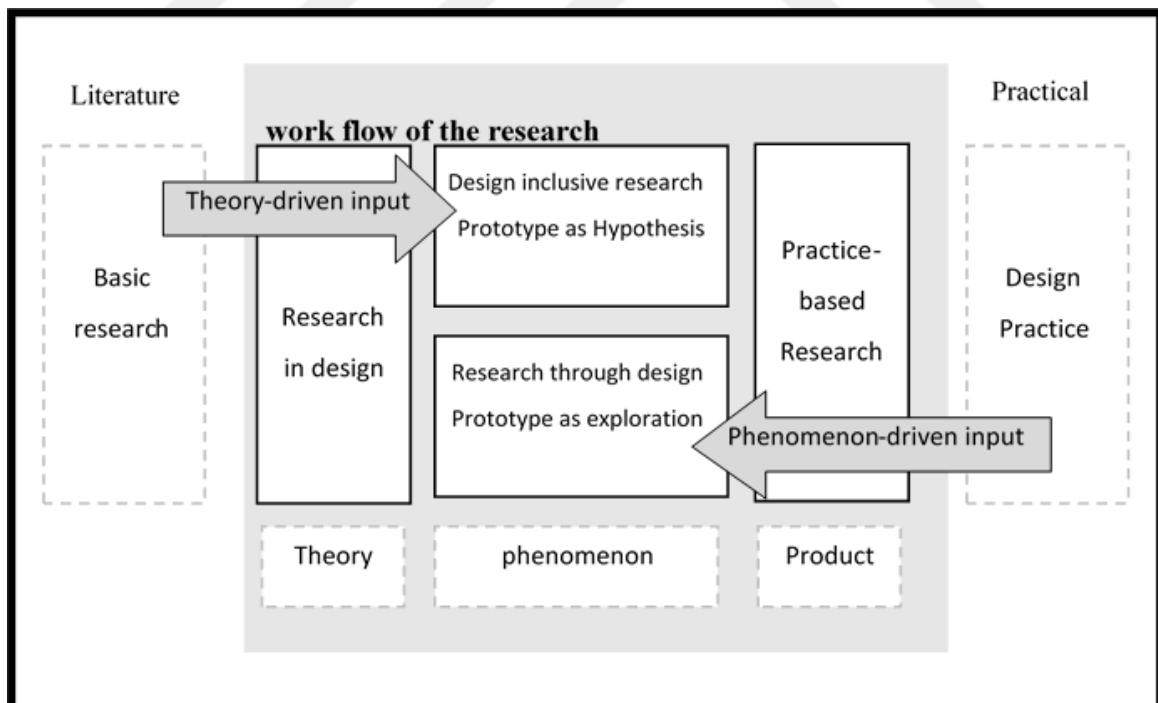 Literature
Practical
work flow of the research
Theory-driven input
Design inclusive research
Prototype as Hypothesis
Basic
research
Research
in design
Practice-
based
Research
Design
Practice
Research through design
Prototype as exploration
Phenomenon-driven input
Theory
phenomenon
Product